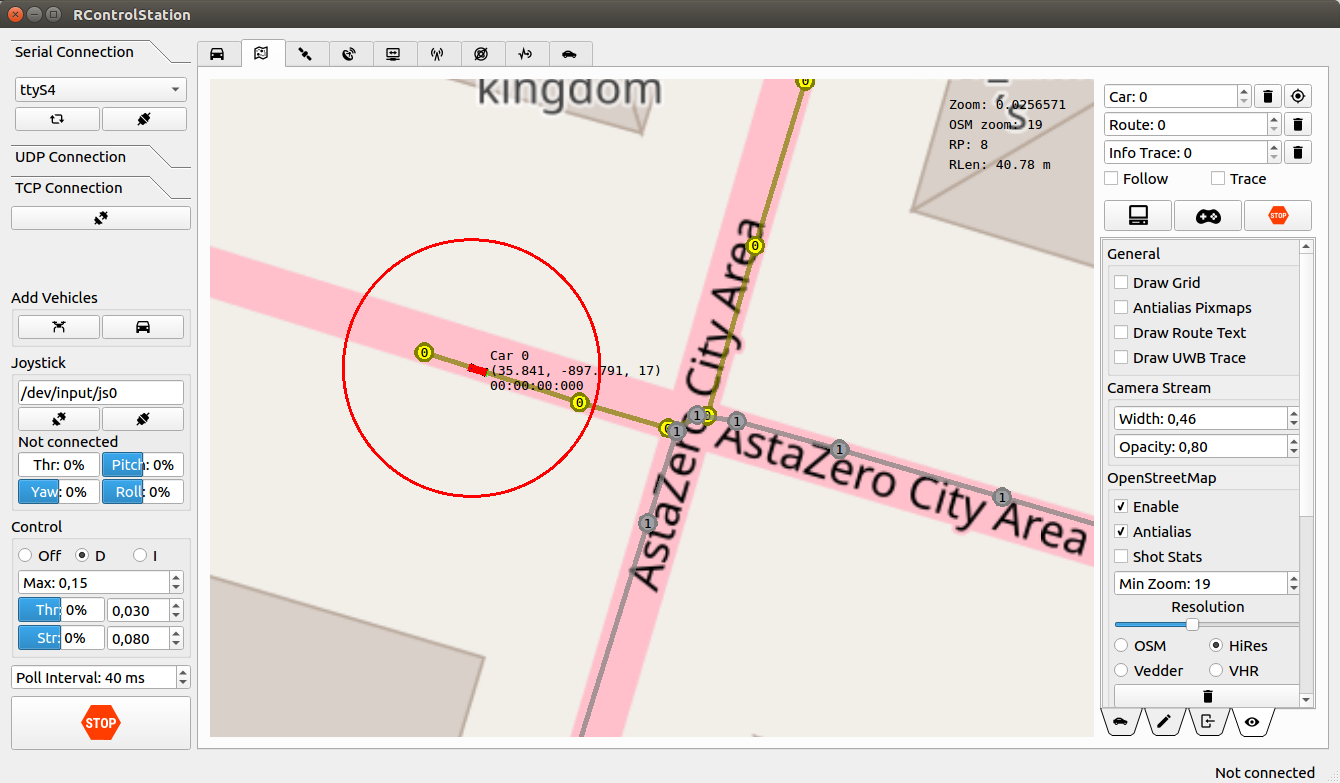 RControlStation
Serial Connection
ttyS4
UDP Connection
TCP Connection
Add Vehicles
Joystick
/dev/input/js0
Not connected
Thr: 0%
Pitch: 0%
Yaw: 0%
Roll: 0%
Control
Off
D
I
Max: 0,15
Thr: 0%
0,030
Str: 0%
0,080
Poll Interval: 40 ms
STOP
kingdom
's
0
Zoom: 0.0256571
OSM zoom: 19
RP: 8
RLen: 40.78 m
0
0
Car 0
(35.841, -897.791, 17)
00:00:00:000
0
0
0
1
1
1
1
1
1
AstaZero City Area
AstaZero City Area
Car: 0
Route: 0
Info Trace: 0
Follow
Trace
STOP
General
Draw Grid
Antialias Pixmaps
Draw Route Text
Draw UWB Trace
Camera Stream
Width: 0,46
Opacity: 0,80
OpenStreetMap
Enable
Antialias
Shot Stats
Min Zoom: 19
Resolution
OSM
HiRes
Vedder
VHR
Not connected